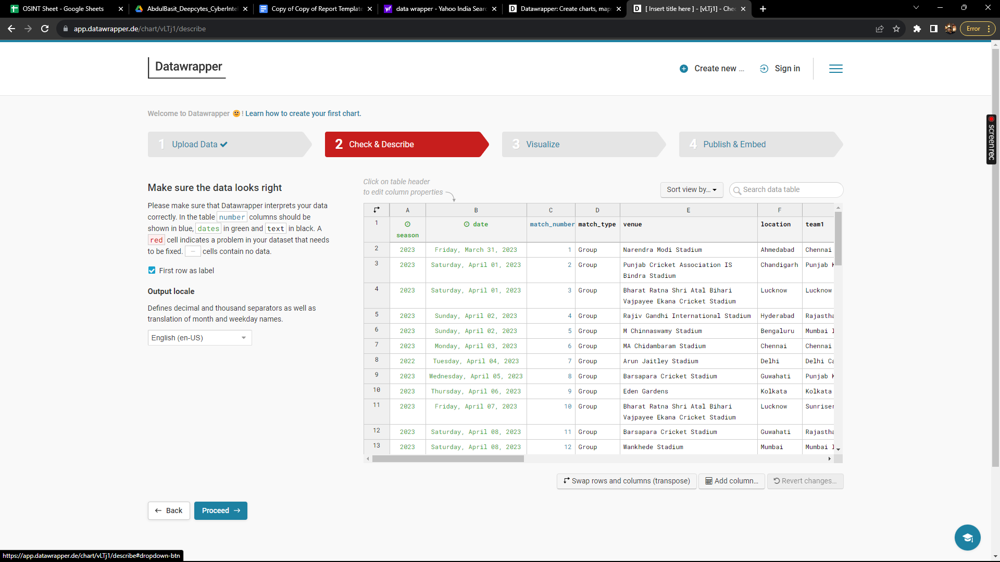 OSINT Sheet - Google Sheets
AbdulBasit_Deepcytes_CyberInte
Copy of Copy of Report Template
data wrapper - Yahoo India Searc
Datawrapper: Create charts, map
[ Insert title here ] - [vLTj1] - Che
app.datawrapper.de/chart/vLTj1/describe
Error
Datawrapper
Create new ...
Sign in
Welcome to Datawrapper 🙂 ! Learn how to create your first chart.
1 Upload Data
2 Check & Describe
3 Visualize
4 Publish & Embed
screenrec
Make sure the data looks right
Please make sure that Datawrapper interprets your data
correctly. In the table number columns should be
shown in blue, dates in green and text in black. A
red cell indicates a problem in your dataset that needs
to be fixed. – cells contain no data.
First row as label
Output locale
Defines decimal and thousand separators as well as
translation of month and weekday names.
English (en-US)
Click on table header
to edit column properties
Sort view by...
Search data table
A B C D E F
1 season date match_number match_type venue location team1
2 2023 Friday, March 31, 2023 1 Group Narendra Modi Stadium Ahmedabad Chennai
3 2023 Saturday, April 01, 2023 2 Group Punjab Cricket Association IS Chandigarh Punjab K
Bindra Stadium
4 2023 Saturday, April 01, 2023 3 Group Bharat Ratna Shri Atal Bihari Lucknow Lucknow
Vajpayee Ekana Cricket Stadium
5 2023 Sunday, April 02, 2023 4 Group Rajiv Gandhi International Stadium Hyderabad Rajastha
6 2023 Sunday, April 02, 2023 5 Group M Chinnaswamy Stadium Bengaluru Mumbai I
7 2023 Monday, April 03, 2023 6 Group MA Chidambaram Stadium Chennai Chennai
8 2022 Tuesday, April 04, 2023 7 Group Arun Jaitley Stadium Delhi Delhi Ca
9 2023 Wednesday, April 05, 2023 8 Group Barsapara Cricket Stadium Guwahati Punjab K
10 2023 Thursday, April 06, 2023 9 Group Eden Gardens Kolkata Kolkata
11 2023 Friday, April 07, 2023 10 Group Bharat Ratna Shri Atal Bihari Lucknow Sunriser
Vajpayee Ekana Cricket Stadium
12 2023 Saturday, April 08, 2023 11 Group Barsapara Cricket Stadium Guwahati Rajastha
13 2023 Saturday, April 08, 2023 12 Group Wankhede Stadium Mumbai Mumbai I
Swap rows and columns (transpose)
Add column...
Revert changes...
Back
Proceed
https://app.datawrapper.de/chart/vLTj1/describe#dropdown-btn